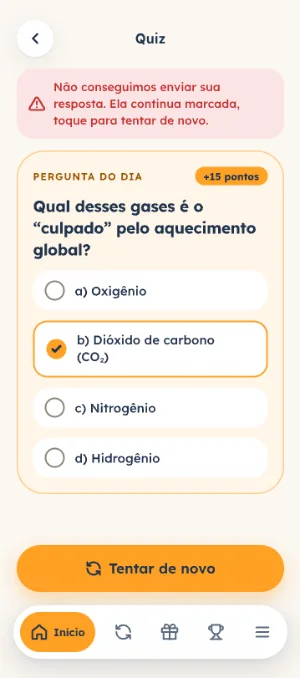 Quiz
Não conseguimos enviar sua
resposta. Ela continua marcada,
toque para tentar de novo.
PERGUNTA DO DIA
+15 pontos
Qual desses gases é o
“culpado” pelo aquecimento
global?
a) Oxigênio
b) Dióxido de carbono
(CO₂)
c) Nitrogênio
d) Hidrogênio
Tentar de novo
Início